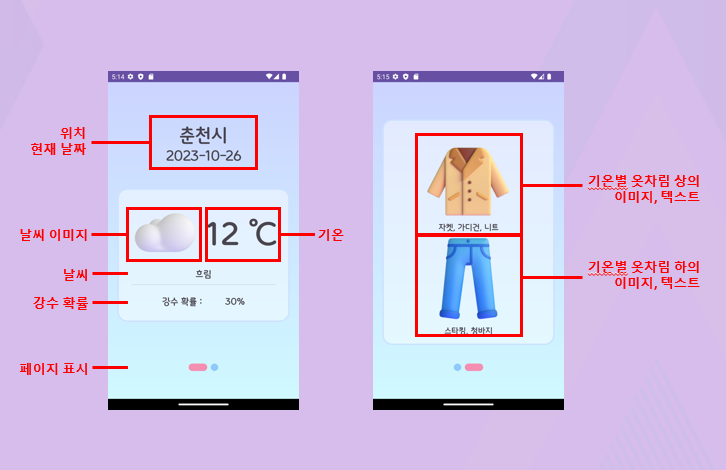 5:14
5:15
위치
현재 날짜
춘천시
2023-10-26
날씨 이미지
12 ℃
기온
날씨
흐림
강수 확률
강수 확률 :
30%
페이지 표시
기온별 옷차림 상의
이미지, 텍스트
자켓, 가디건, 니트
기온별 옷차림 하의
이미지, 텍스트
스타킹, 청바지